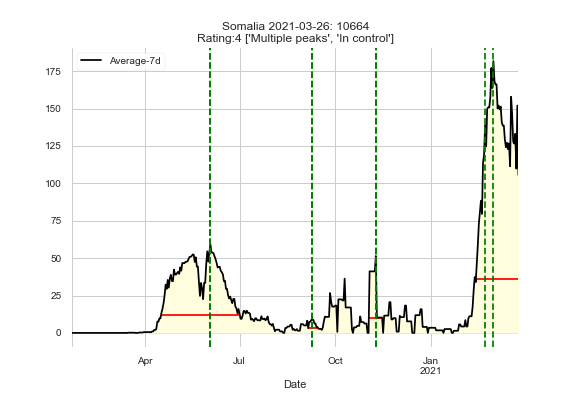 Somalia 2021-03-26: 10664
Rating:4 ['Multiple peaks', 'In control']
Average-7d
175
150
125
100
75
50
25
0
Apr
Jul
Oct
Jan
2021
Date